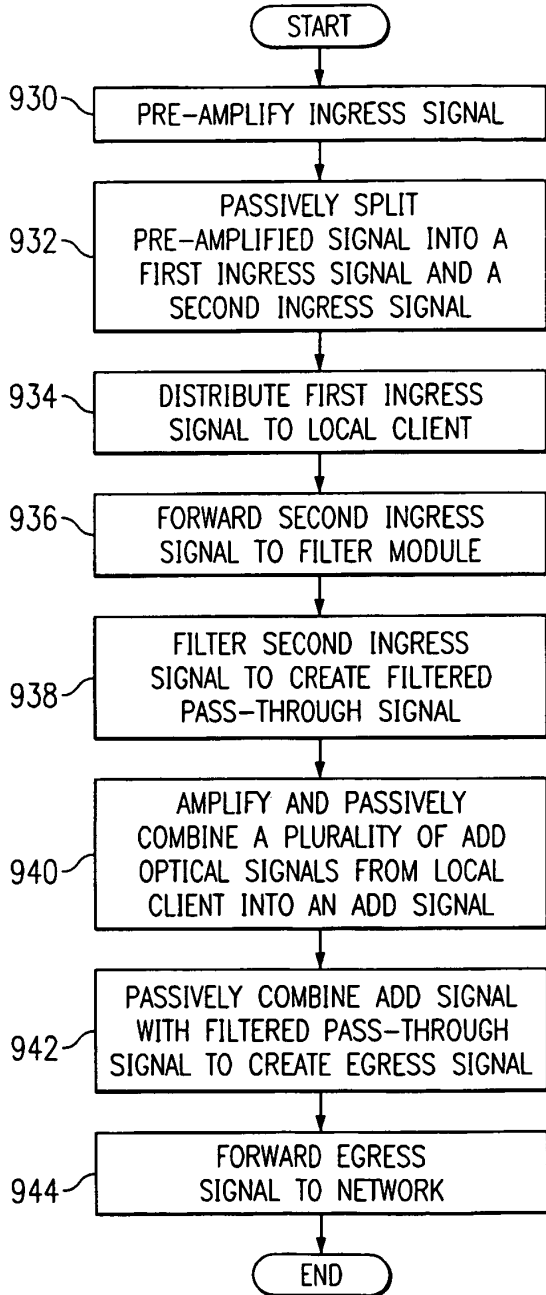 START
930
PRE-AMPLIFY INGRESS SIGNAL
932
PASSIVELY SPLIT
PRE-AMPLIFIED SIGNAL INTO A
FIRST INGRESS SIGNAL AND A
SECOND INGRESS SIGNAL
934
DISTRIBUTE FIRST INGRESS
SIGNAL TO LOCAL CLIENT
936
FORWARD SECOND INGRESS
SIGNAL TO FILTER MODULE
938
FILTER SECOND INGRESS
SIGNAL TO CREATE FILTERED
PASS-THROUGH SIGNAL
940
AMPLIFY AND PASSIVELY
COMBINE A PLURALITY OF ADD
OPTICAL SIGNALS FROM LOCAL
CLIENT INTO AN ADD SIGNAL
942
PASSIVELY COMBINE ADD SIGNAL
WITH FILTERED PASS-THROUGH
SIGNAL TO CREATE EGRESS SIGNAL
944
FORWARD EGRESS
SIGNAL TO NETWORK
END